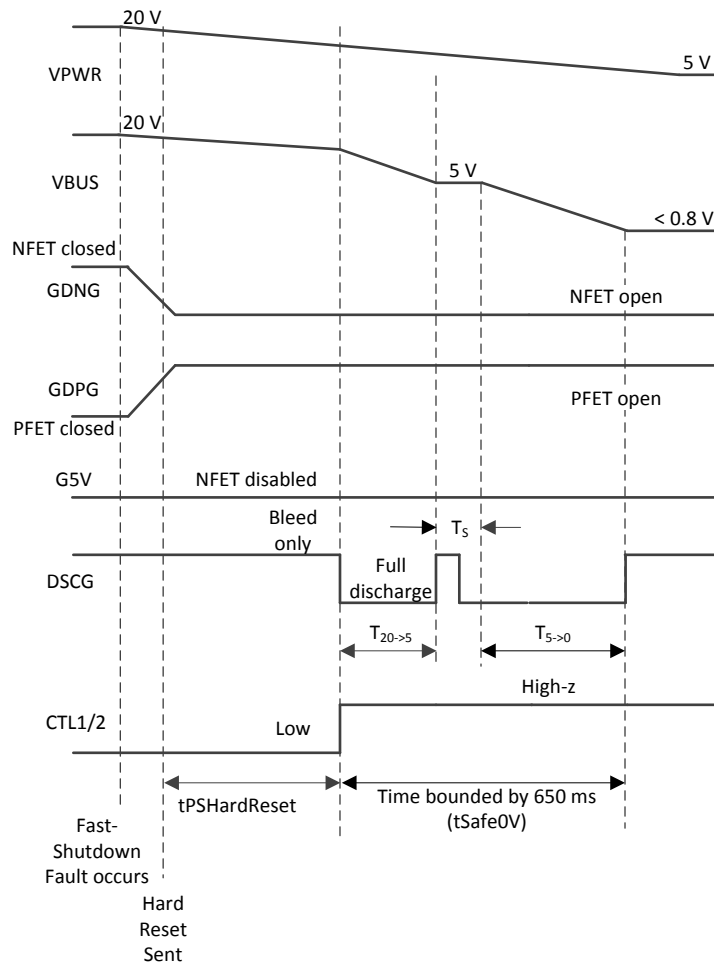 20 V
VPWR
5 V
20 V
VBUS
5 V
< 0.8 V
NFET closed
GDNG
NFET open
GDPG
PFET closed
PFET open
G5V
NFET disabled
Bleed
only
TS
DSCG
Full
discharge
T20->5
T5->0
High-z
CTL1/2
Low
tPSHardReset
Time bounded by 650 ms
(tSafe0V)
Fast-
Shutdown
Fault occurs
Hard
Reset
Sent